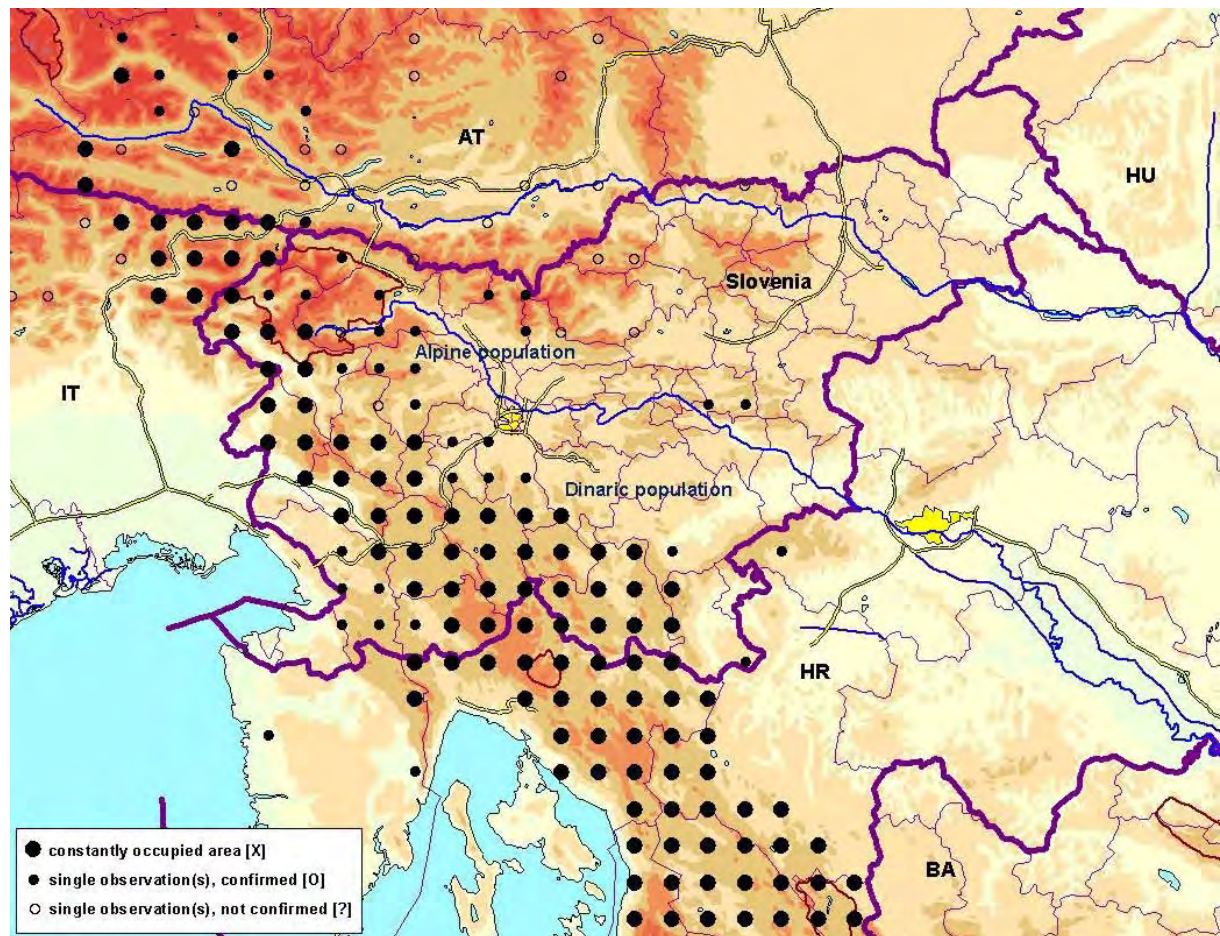 AT
HU
Slovenia
Alpine population
IT
Dinaric population
HR
BA
constantly occupied area [X]
single observation(s), confirmed [O]
single observation(s), not confirmed [?]